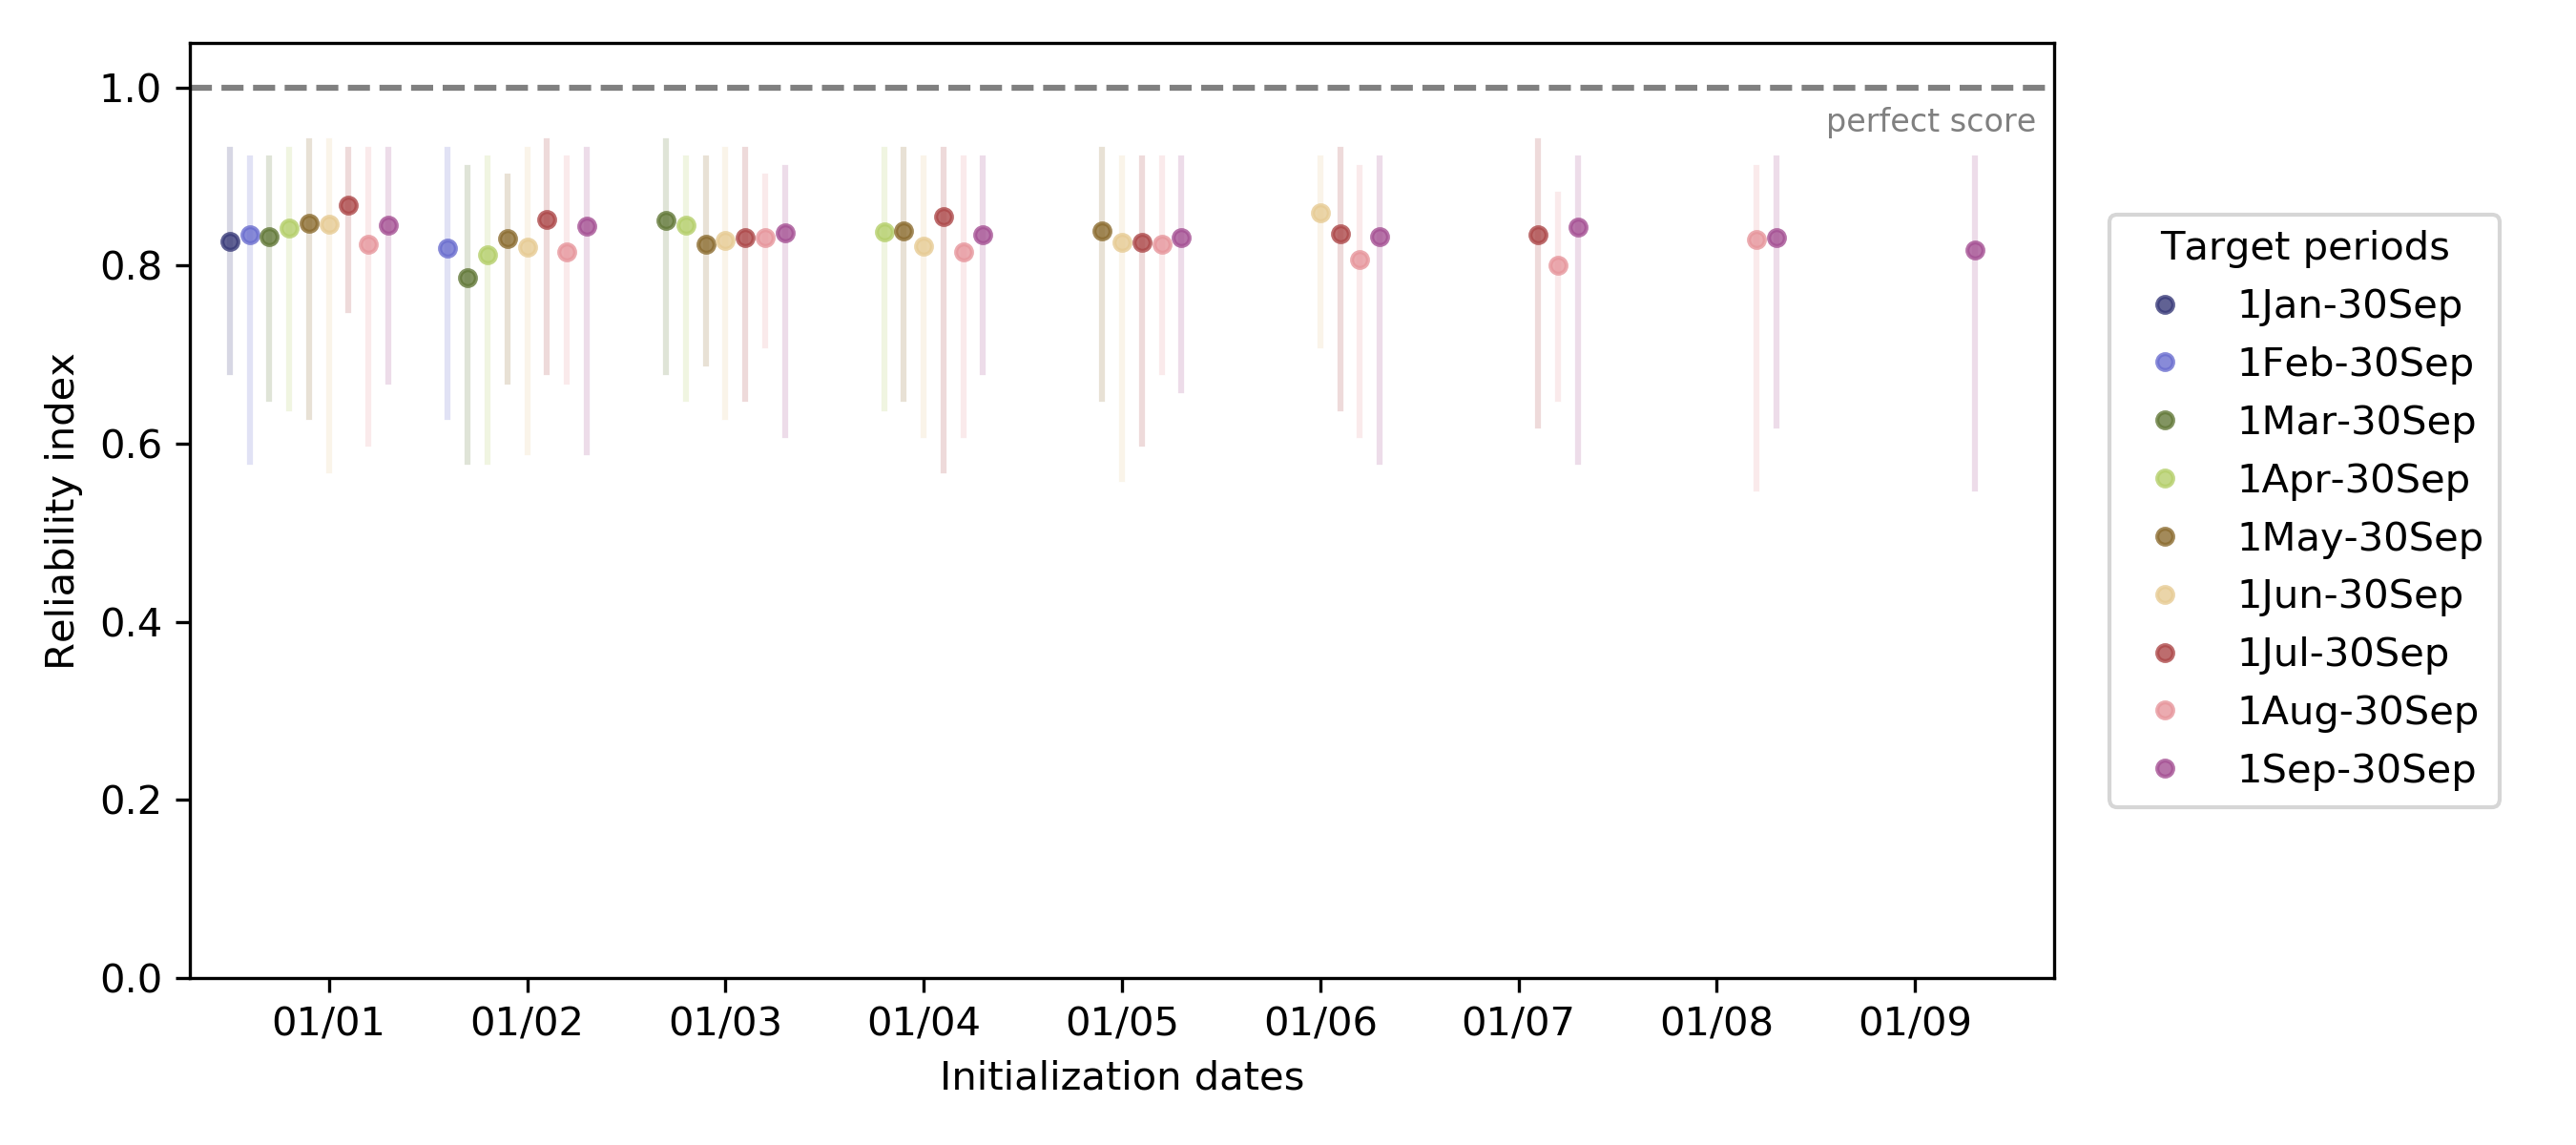 1.0
0.8
0.6
0.4
0.2
0.0
Reliability index
perfect score
01/01 01/02 01/03 01/04 01/05 01/06 01/07 01/08 01/09
Initialization dates
Target periods
1Jan-30Sep
1Feb-30Sep
1Mar-30Sep
1Apr-30Sep
1May-30Sep
1Jun-30Sep
1Jul-30Sep
1Aug-30Sep
1Sep-30Sep